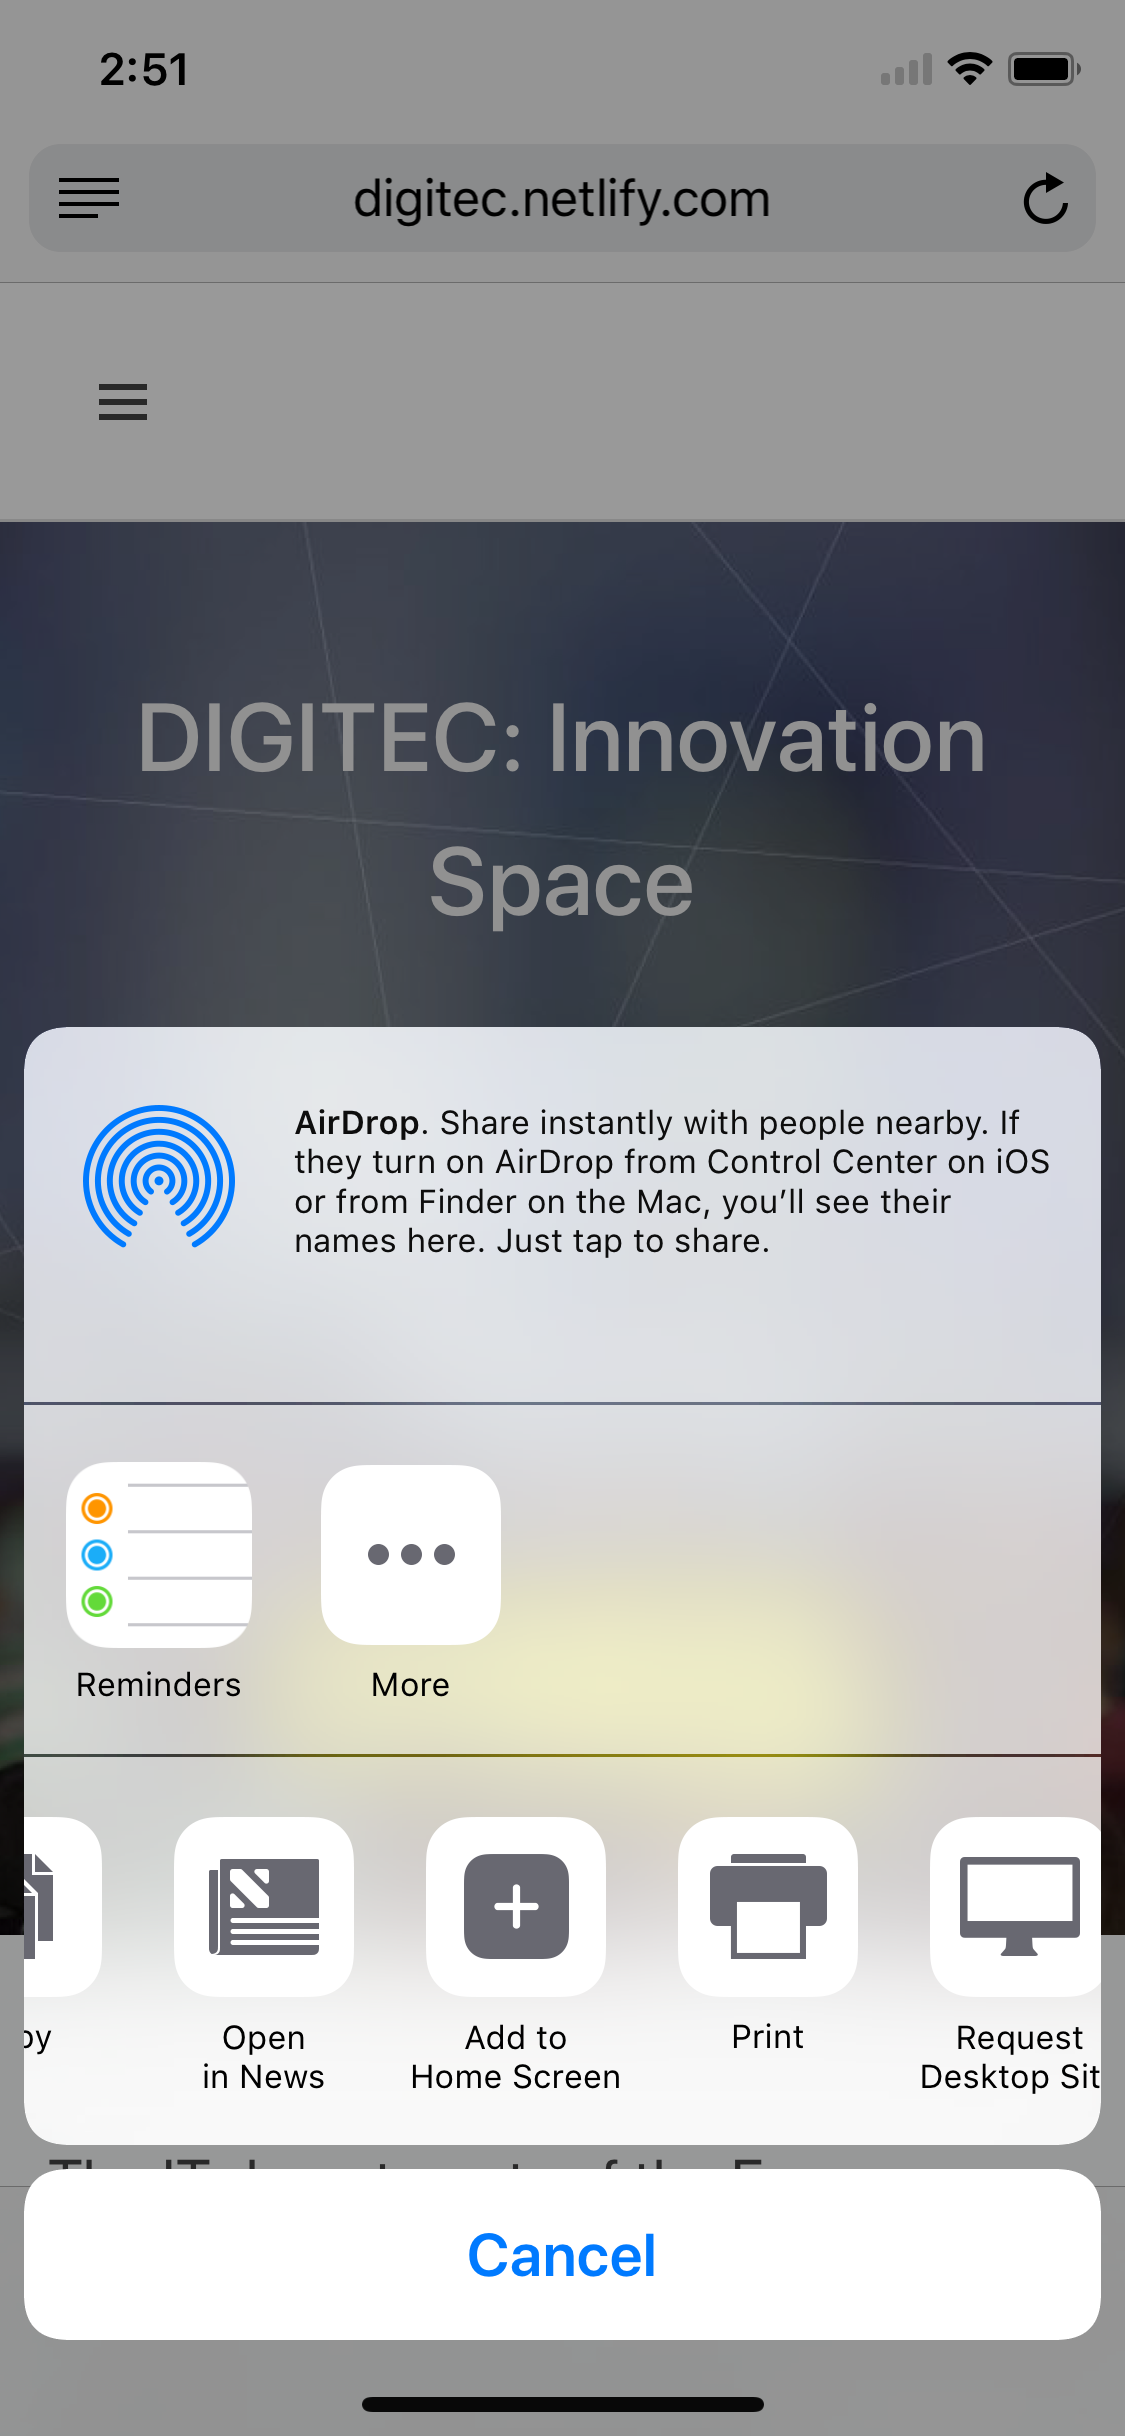 2:51
digitec.netlify.com
DIGITEC: Innovation
Space
AirDrop. Share instantly with people nearby. If
they turn on AirDrop from Control Center on iOS
or from Finder on the Mac, you’ll see their
names here. Just tap to share.
Reminders
More
Open
in News
Add to
Home Screen
Print
Request
Desktop Sit
Cancel